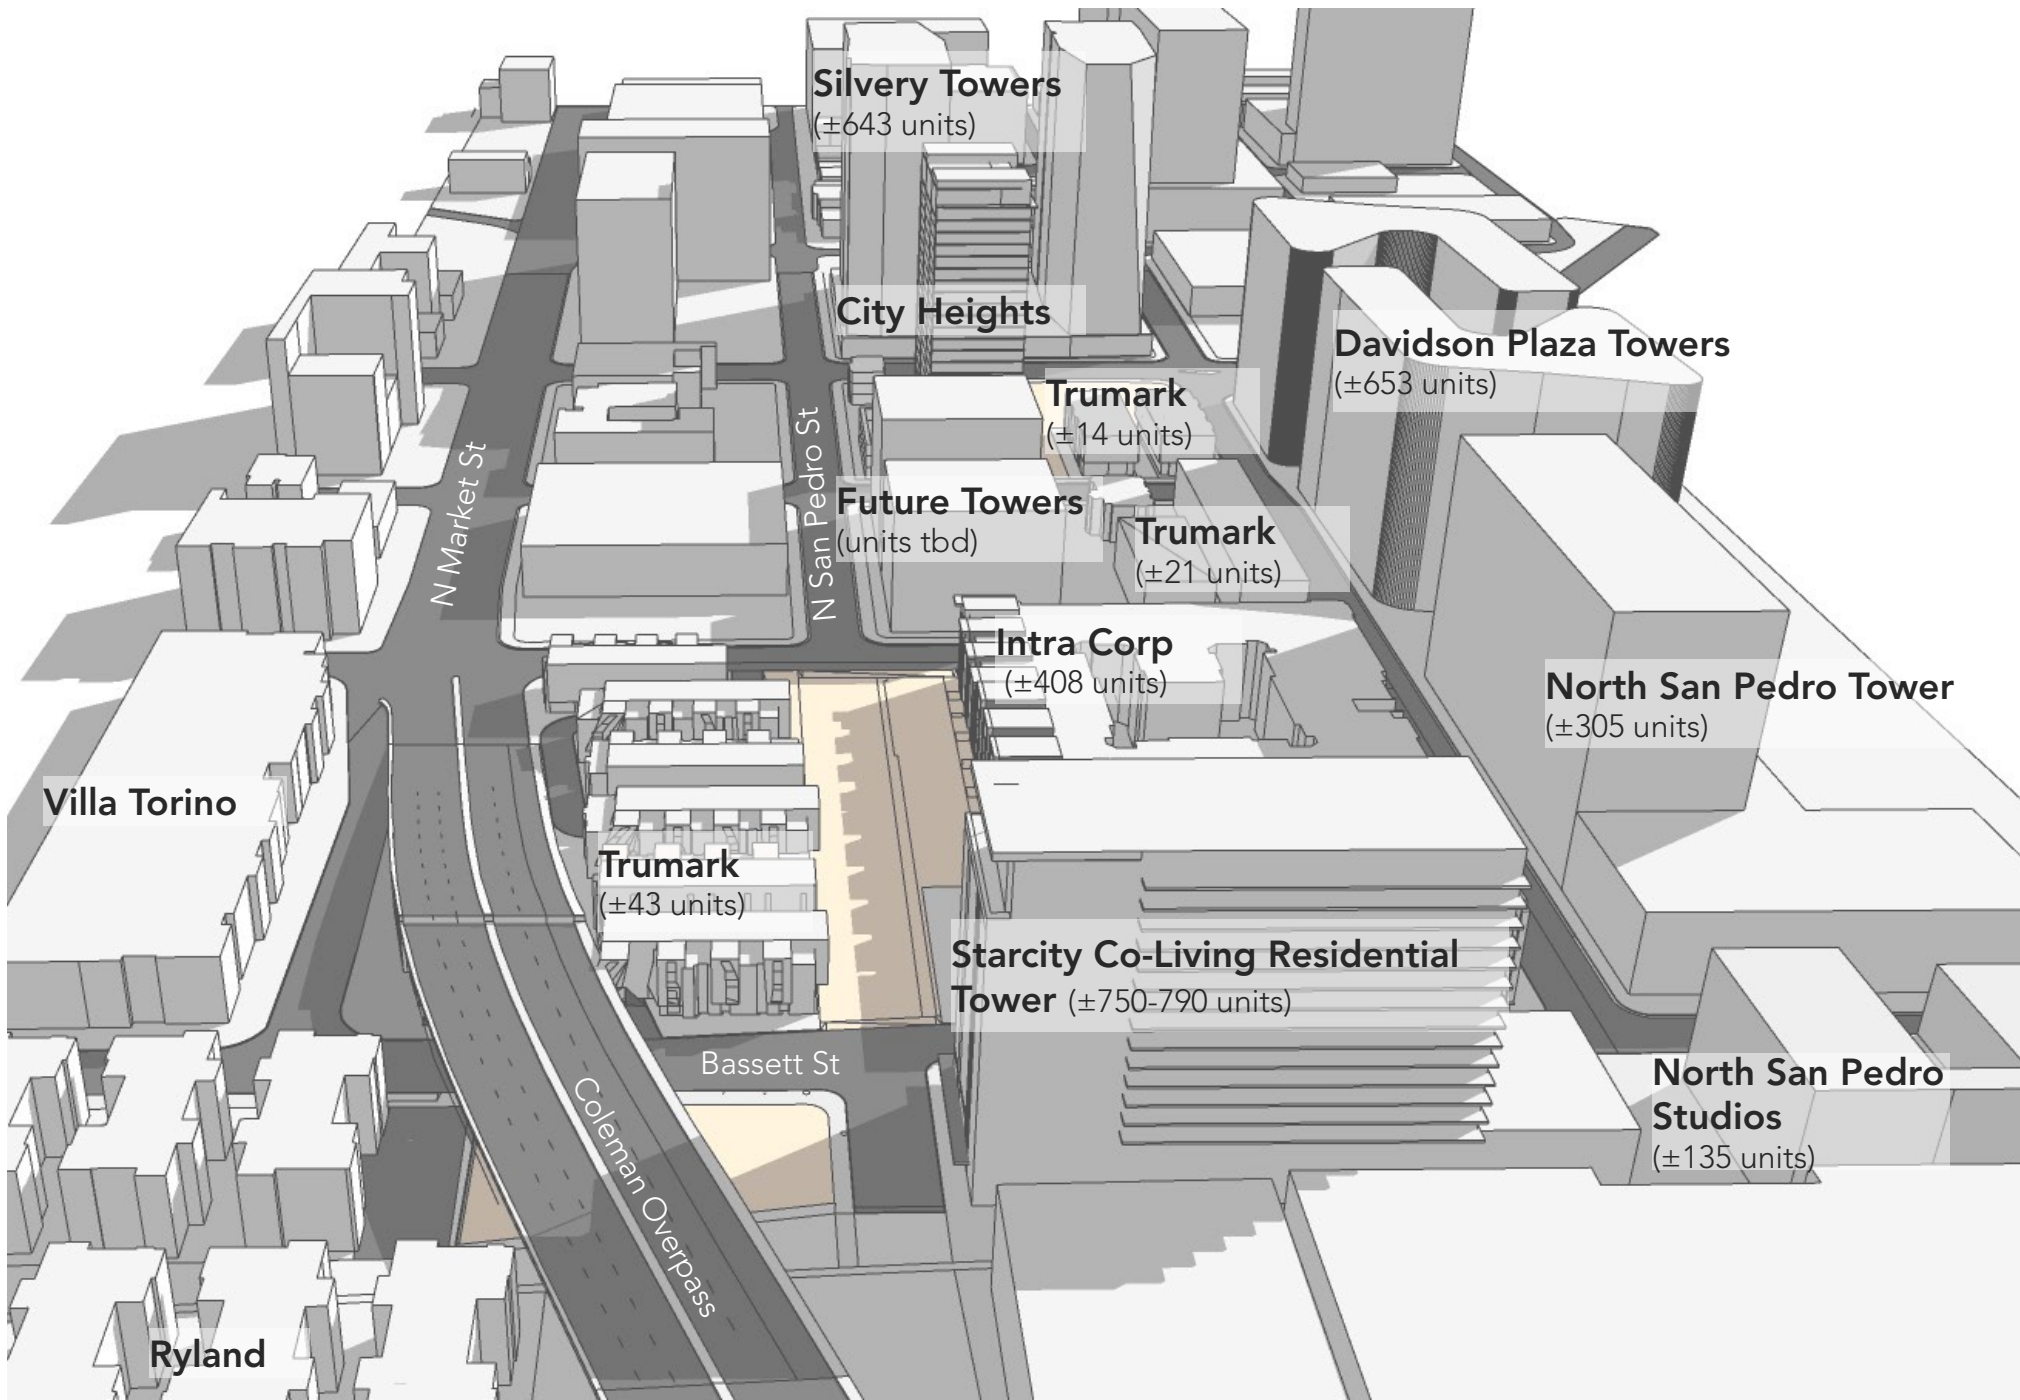 Silvery Towers
(±643 units)
City Heights
Davidson Plaza Towers
(±653 units)
Trumark
(±14 units)
N Market St
N San Pedro St
Future Towers
(units tbd)
Trumark
(±21 units)
Intra Corp
(±408 units)
North San Pedro Tower
(±305 units)
Villa Torino
Trumark
(±43 units)
Starcity Co-Living Residential
Tower (±750-790 units)
Bassett St
North San Pedro
Studios
(±135 units)
Coleman Overpass
Ryland